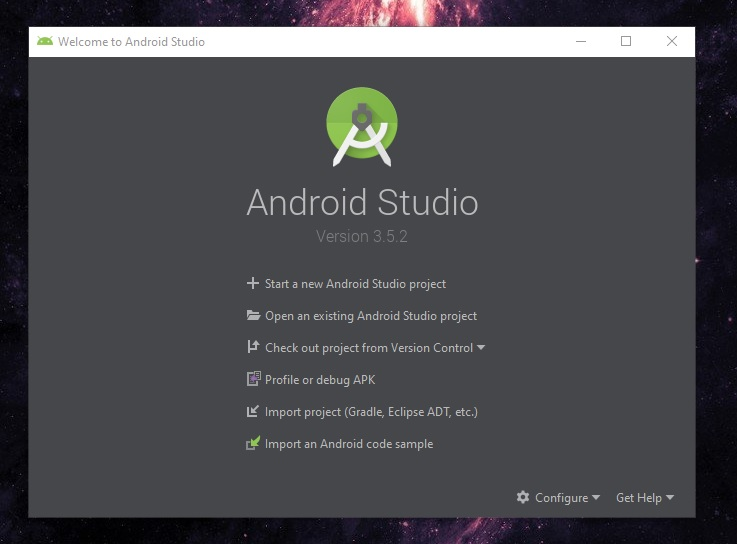 Welcome to Android Studio
Android Studio
Version 3.5.2
Start a new Android Studio project
Open an existing Android Studio project
Check out project from Version Control
Profile or debug APK
Import project (Gradle, Eclipse ADT, etc.)
Import an Android code sample
Configure Get Help